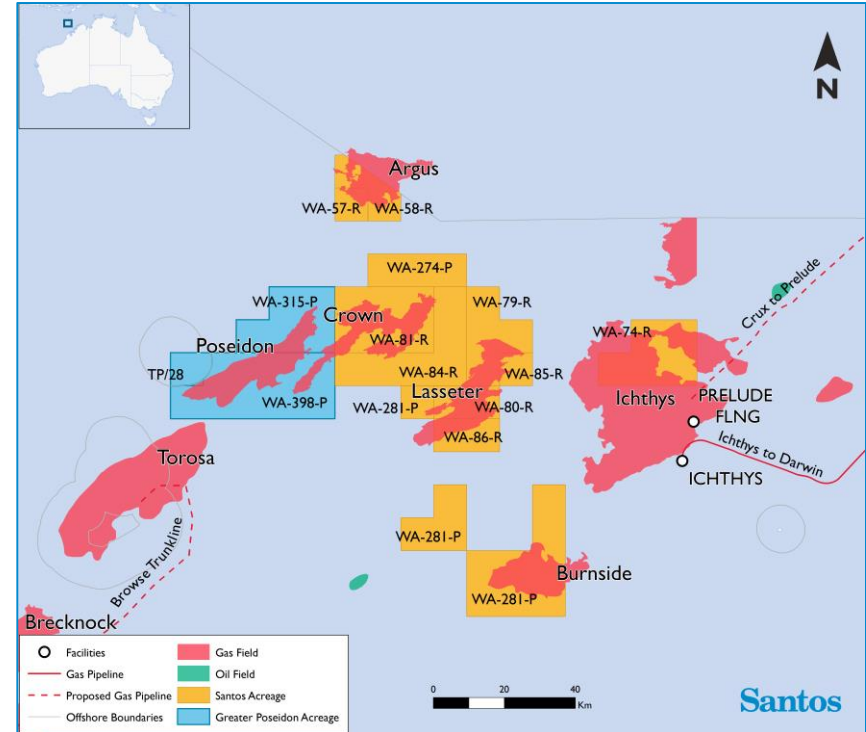 N
Argus
WA-57-R
WA-58-R
WA-274-P
WA-315-P
Crown
WA-79-R
Crux to Prelude
Poseidon
WA-81-R
WA-74-R
TP/28
WA-84-R
WA-85-R
Lasseter
WA-398-P
WA-281-P
WA-80-R
Ichthys
PRELUDE
FLNG
WA-86-R
Ichthys to Darwin
Torosa
ICHTHYS
WA-281-P
Browse Trunkline
Burnside
WA-281-P
Brecknock
Facilities
Gas Pipeline
Proposed Gas Pipeline
Offshore Boundaries
Gas Field
Oil Field
Santos Acreage
Greater Poseidon Acreage
0 20 40
Km
Santos